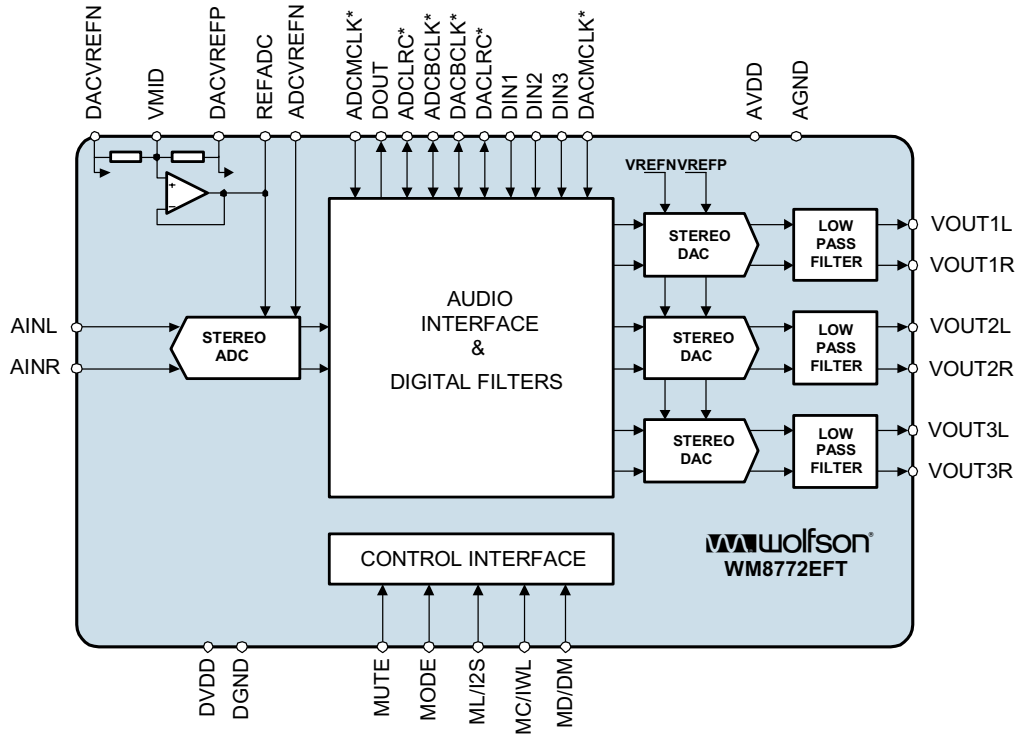 DACVREFN
VMID
DACVREFP
REFADC
ADCVREFN
ADCMCLK*
DOUT
ADCLRC*
ADCBCLK*
DACBCLK*
DACLRC*
DIN1
DIN2
DIN3
DACMCLK*
AVDD
AGND
VREFN VREFP
+
−
AINL
AINR
STEREO
ADC
AUDIO
INTERFACE
&
DIGITAL FILTERS
STEREO
DAC
LOW
PASS
FILTER
VOUT1L
VOUT1R
STEREO
DAC
LOW
PASS
FILTER
VOUT2L
VOUT2R
STEREO
DAC
LOW
PASS
FILTER
VOUT3L
VOUT3R
CONTROL INTERFACE
wolfson®
WM8772EFT
DVDD
DGND
MUTE
MODE
ML/I2S
MC/IWL
MD/DM